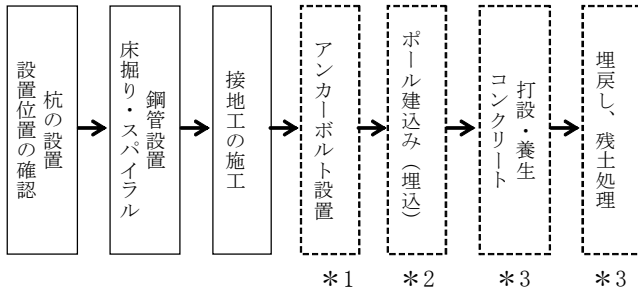 設置位置の確認
杭の設置
床掘り・スパイラル
鋼管設置
接地工の施工
アンカーボルト設置
ポール建込み（埋込）
コンクリート
打設・養生
埋戻し、残土処理
＊1
＊2
＊3
＊3